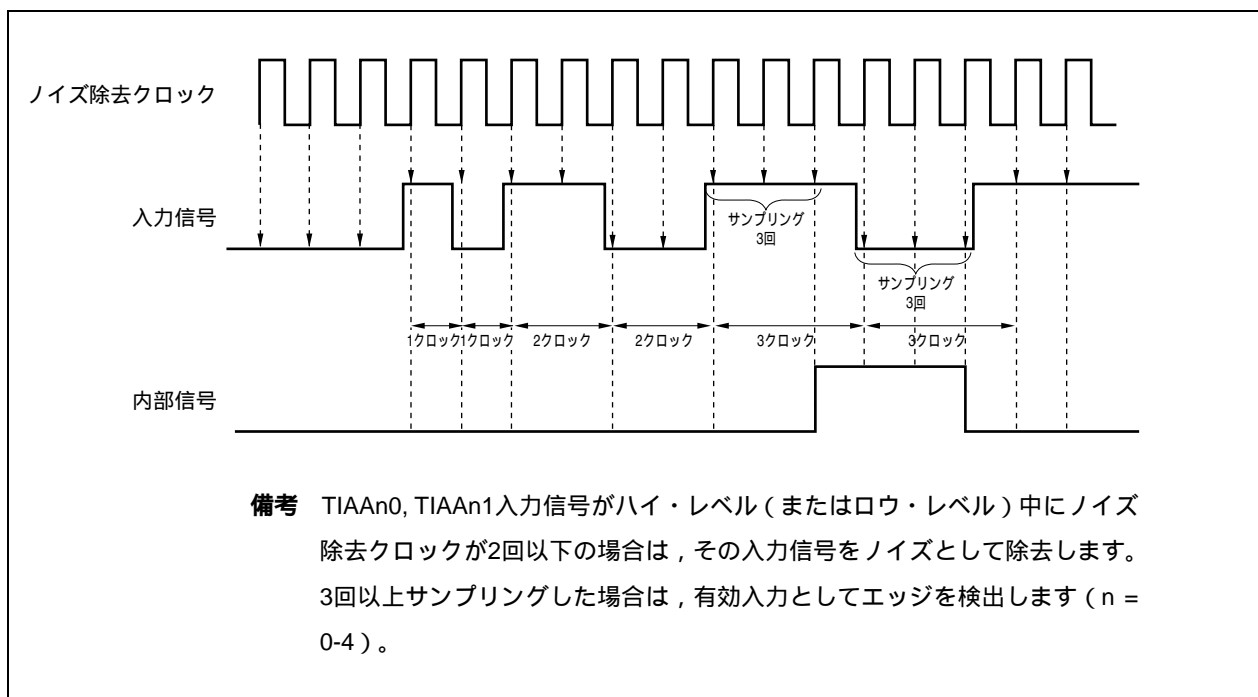 ノイズ除去クロック
入力信号
サンプリング
3回
サンプリング
3回
1クロック 1クロック 2クロック 2クロック 3クロック 3クロック
内部信号
備考 TIAAn0, TIAAn1入力信号がハイ・レベル(またはロウ・レベル)中にノイズ
除去クロックが2回以下の場合は,その入力信号をノイズとして除去します。
3回以上サンプリングした場合は,有効入力としてエッジを検出します(n =
0-4)。